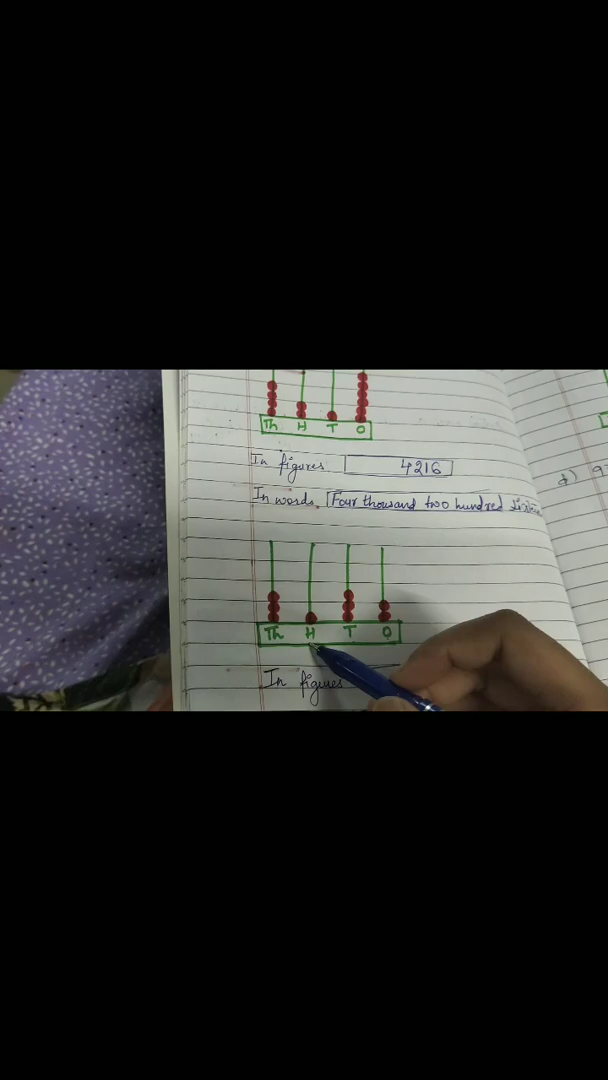 Th H T O
In figures 4216
In words. Four thousand two hundred
d)
Th H T O
In figures